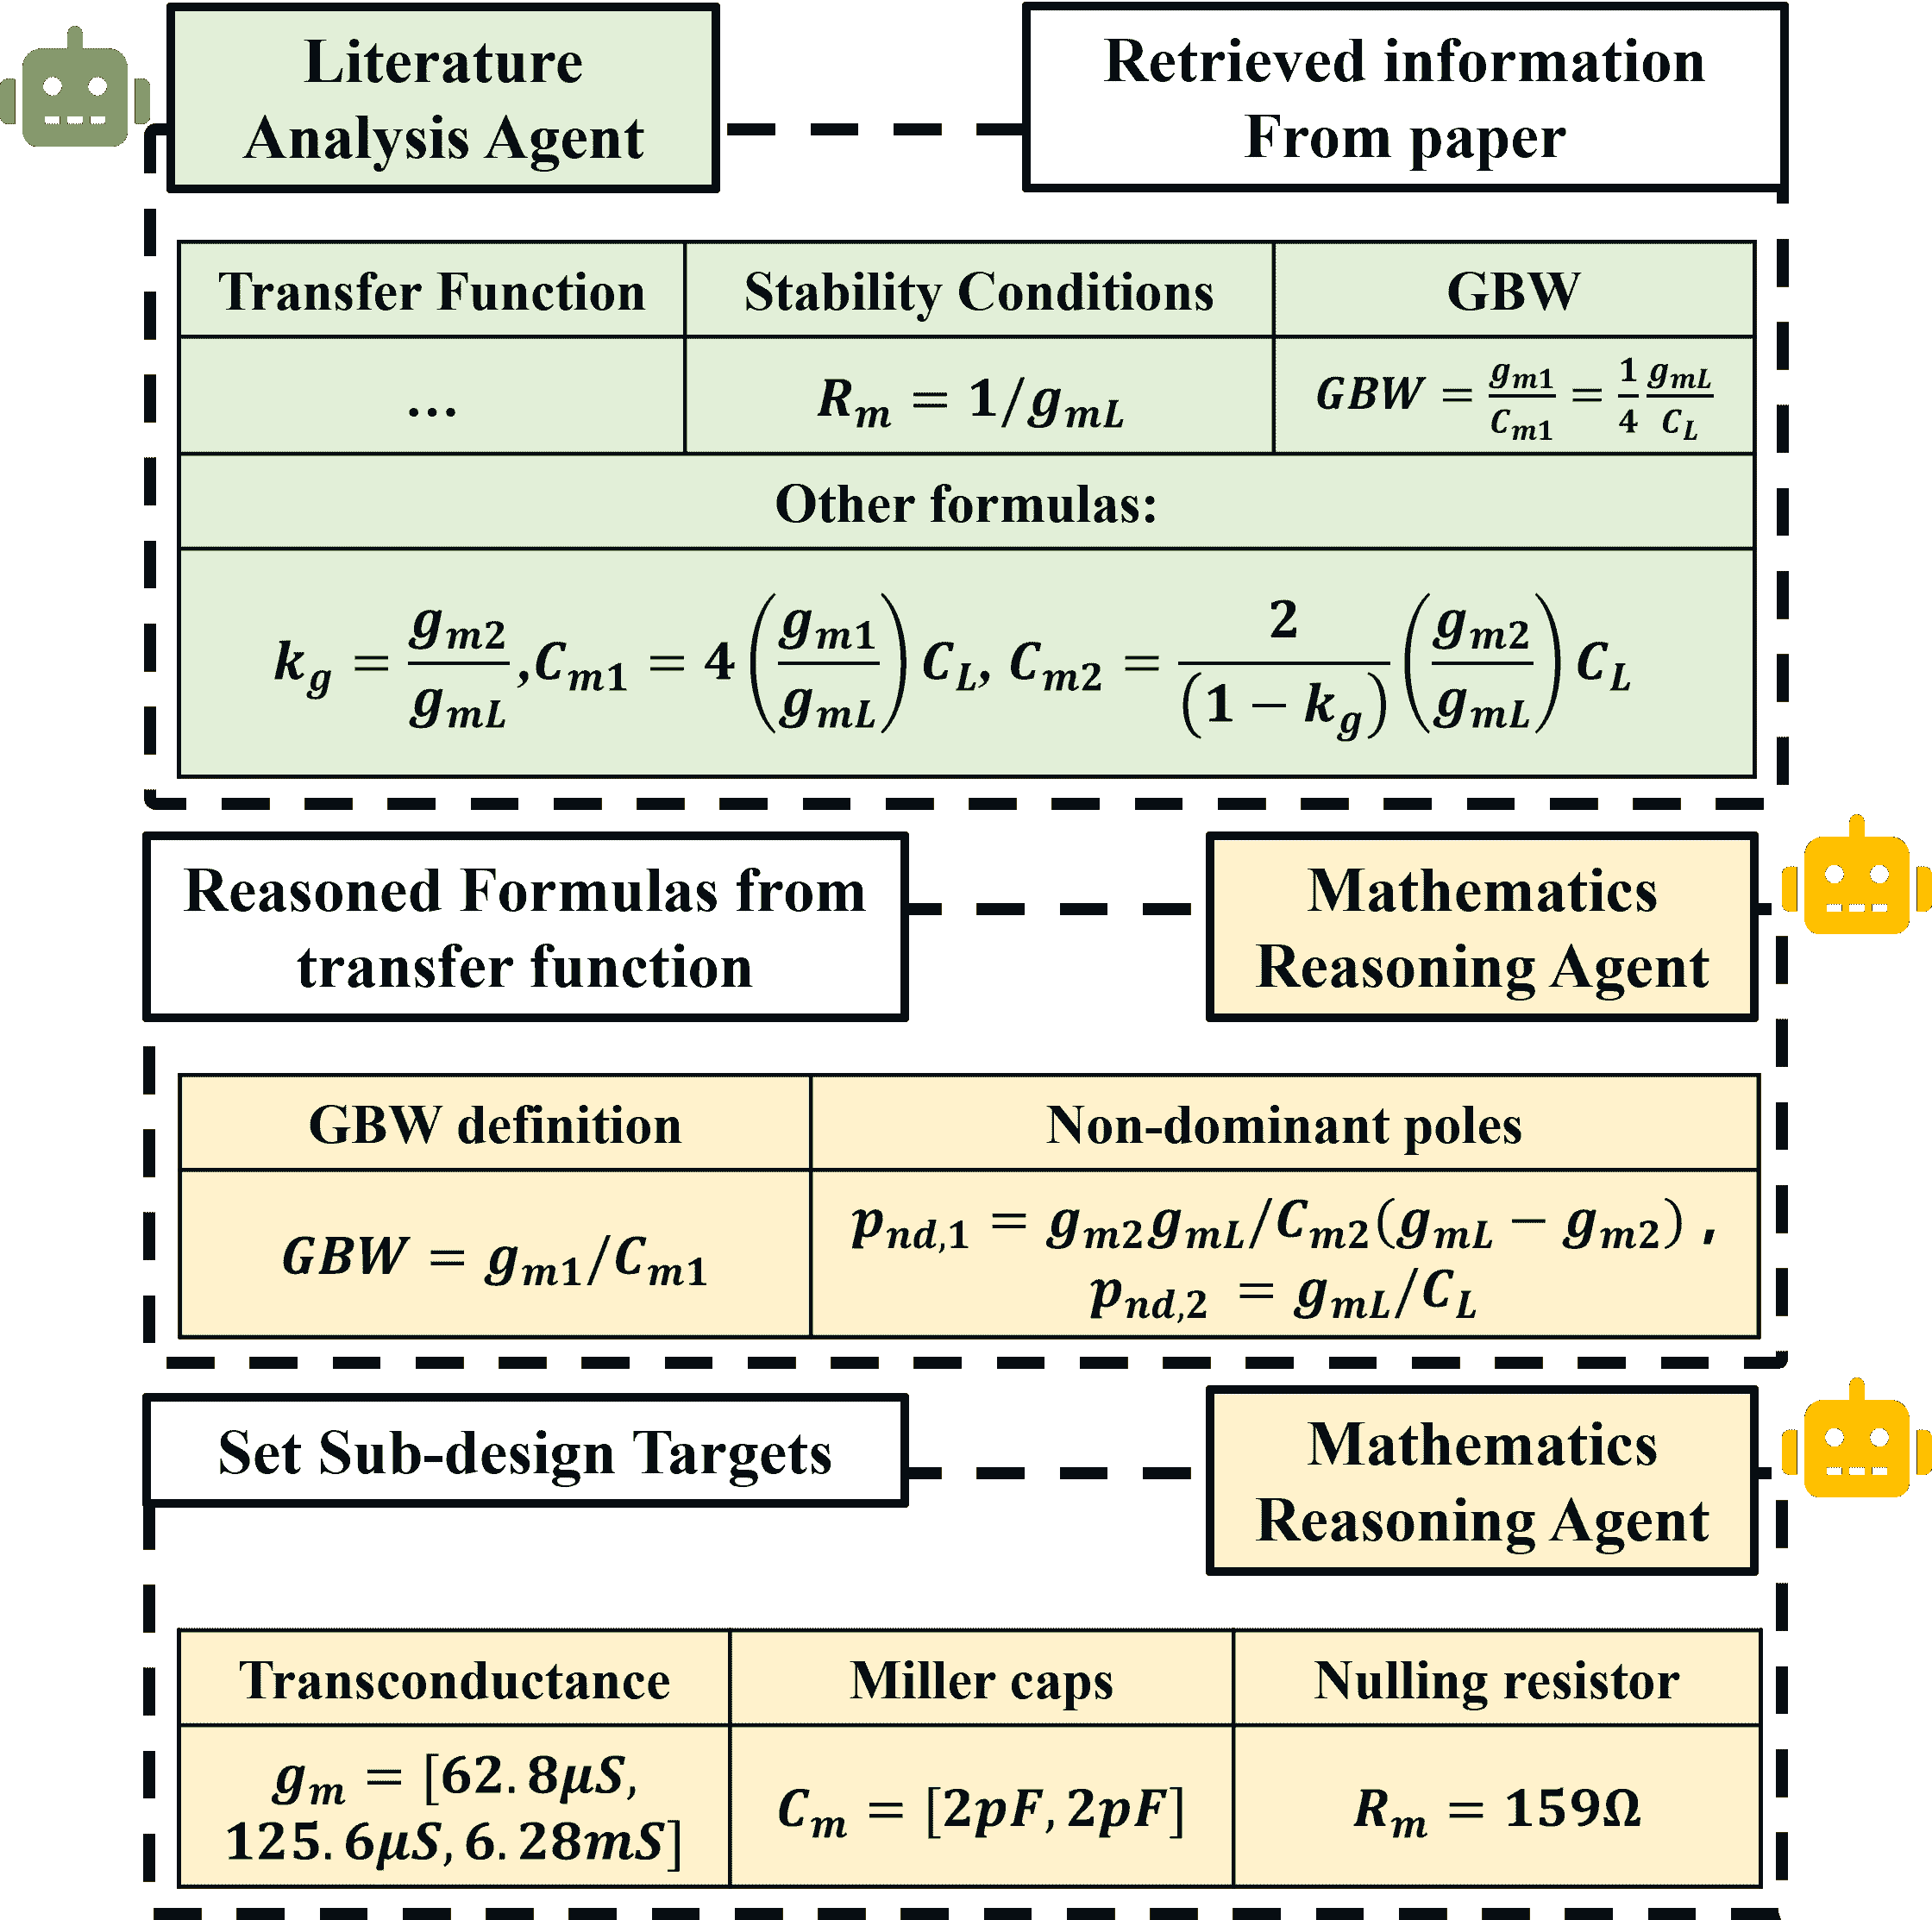 Literature
Analysis Agent
Retrieved information
From paper
Transfer Function
Stability Conditions
GBW
...
R_m = 1/g_{mL}
GBW = \frac{g_{m1}}{C_{m1}} = \frac{1}{4}\frac{g_{mL}}{C_L}
Other formulas:
k_g = \frac{g_{m2}}{g_{mL}}, C_{m1} = 4\left(\frac{g_{m1}}{g_{mL}}\right)C_L, C_{m2} = \frac{2}{(1-k_g)}\left(\frac{g_{m2}}{g_{mL}}\right)C_L
Reasoned Formulas from
transfer function
Mathematics
Reasoning Agent
GBW definition
Non-dominant poles
GBW = g_{m1}/C_{m1}
p_{nd,1} = g_{m2}g_{mL}/C_{m2}(g_{mL} - g_{m2}) ,
p_{nd,2} = g_{mL}/C_L
Set Sub-design Targets
Mathematics
Reasoning Agent
Transconductance
Miller caps
Nulling resistor
g_m = [62.8μS,
125.6μS, 6.28mS]
C_m = [2pF, 2pF]
R_m = 159Ω